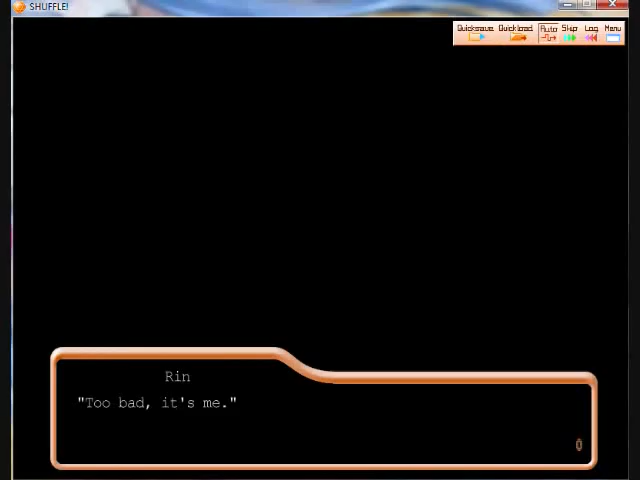 SHUFFLE!
Quicksave Quickload Auto Skip Log Menu
Rin
"Too bad, it's me."